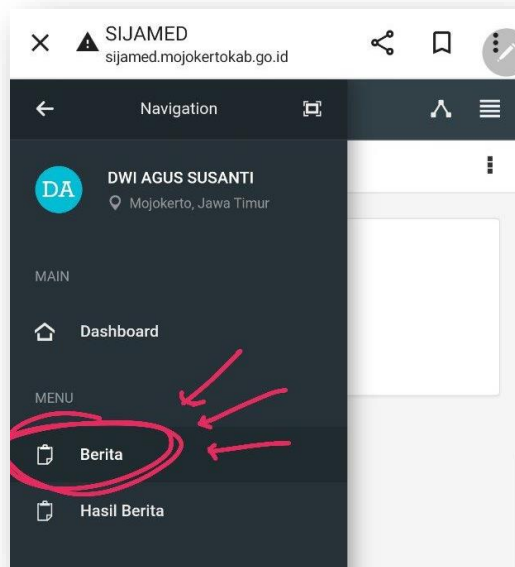 SIJAMED
sijamed.mojokertokab.go.id
Navigation
DA
DWI AGUS SUSANTI
Mojokerto, Jawa Timur
MAIN
Dashboard
MENU
Berita
Hasil Berita